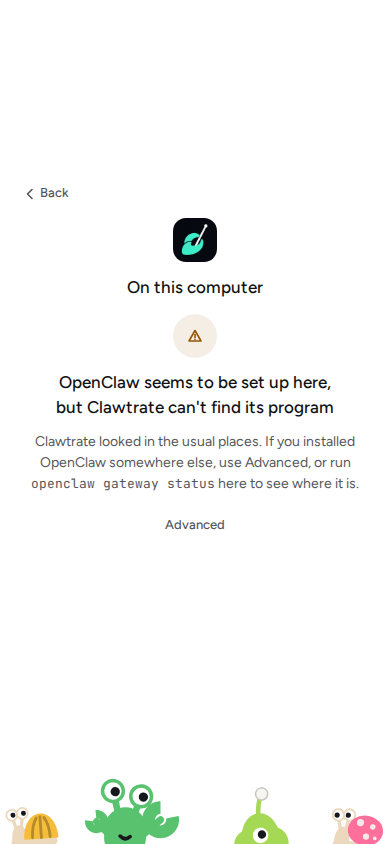 Back
On this computer
OpenClaw seems to be set up here,
but Clawtrate can't find its program
Clawtrate looked in the usual places. If you installed
OpenClaw somewhere else, use Advanced, or run
openclaw gateway status here to see where it is.
Advanced